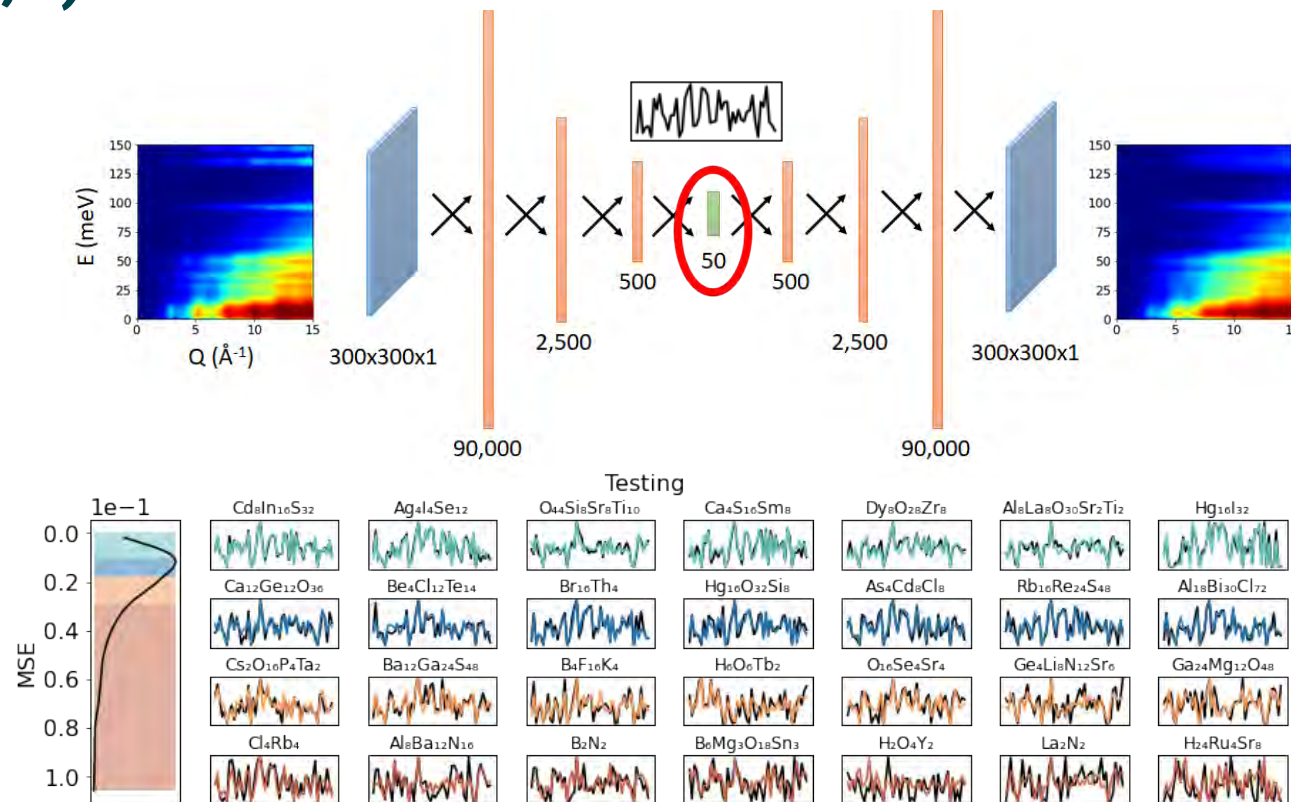 150
125
100
75
50
25
0
E (meV)
0 5 10 15
Q (Å⁻¹)
300x300x1
90,000
2,500
500
50
500
2,500
90,000
300x300x1
150
125
100
75
50
25
0
0 5 10
Testing
1e−1
0.0
0.2
0.4
0.6
0.8
1.0
MSE
Cd₈In₁₆S₃₂ Ag₄I₄Se₁₂ O₄₄Si₈Sr₈Ti₁₀ Ca₄S₁₆Sm₈ Dy₈O₂₈Zr₈ Al₈La₈O₃₀Sr₂Ti₂ Hg₁₆I₃₂
Ca₁₂Ge₁₂O₃₆ Be₄Cl₁₂Te₁₄ Br₁₆Th₄ Hg₁₆O₃₂Si₈ As₄Cd₈Cl₈ Rb₁₆Re₂₄S₄₈ Al₁₈Bi₃₀Cl₇₂
Cs₂O₁₆P₄Ta₂ Ba₁₂Ga₂₄S₄₈ B₄F₁₆K₄ H₆O₆Tb₂ O₁₆Se₄Sr₄ Ge₄Li₈N₁₂Sr₆ Ga₂₄Mg₁₂O₄₈
Cl₄Rb₄ Al₈Ba₁₂N₁₆ B₂N₂ B₆Mg₃O₁₈Sn₃ H₂O₄Y₂ La₂N₂ H₂₄Ru₄Sr₈